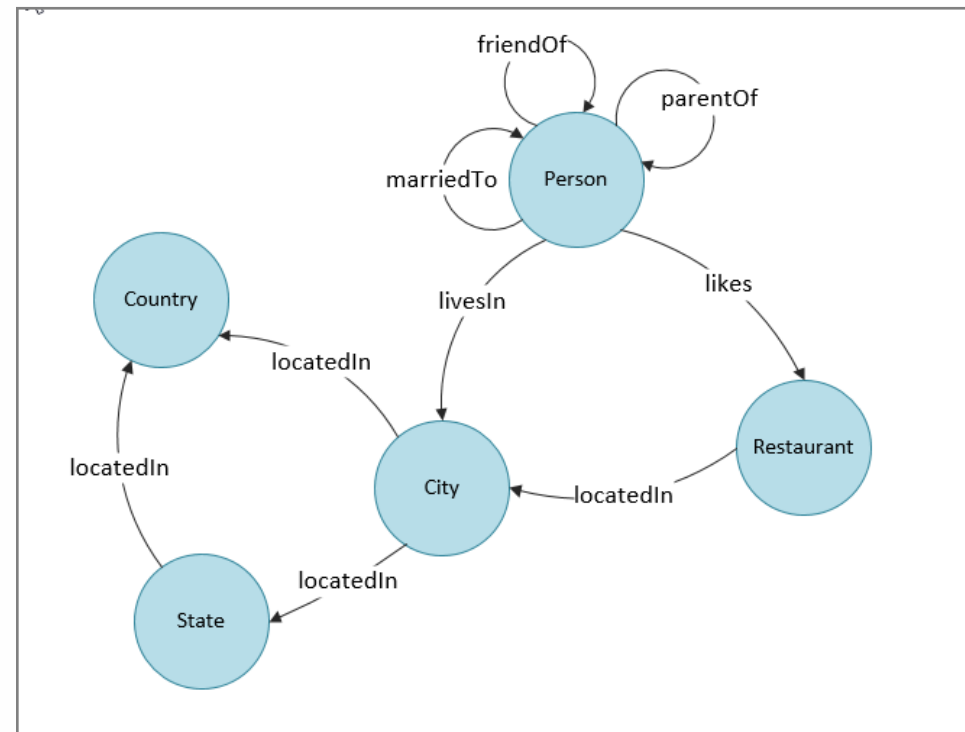 friendOf
parentOf
marriedTo
Person
livesIn
likes
Country
locatedIn
Restaurant
locatedIn
City
locatedIn
locatedIn
State